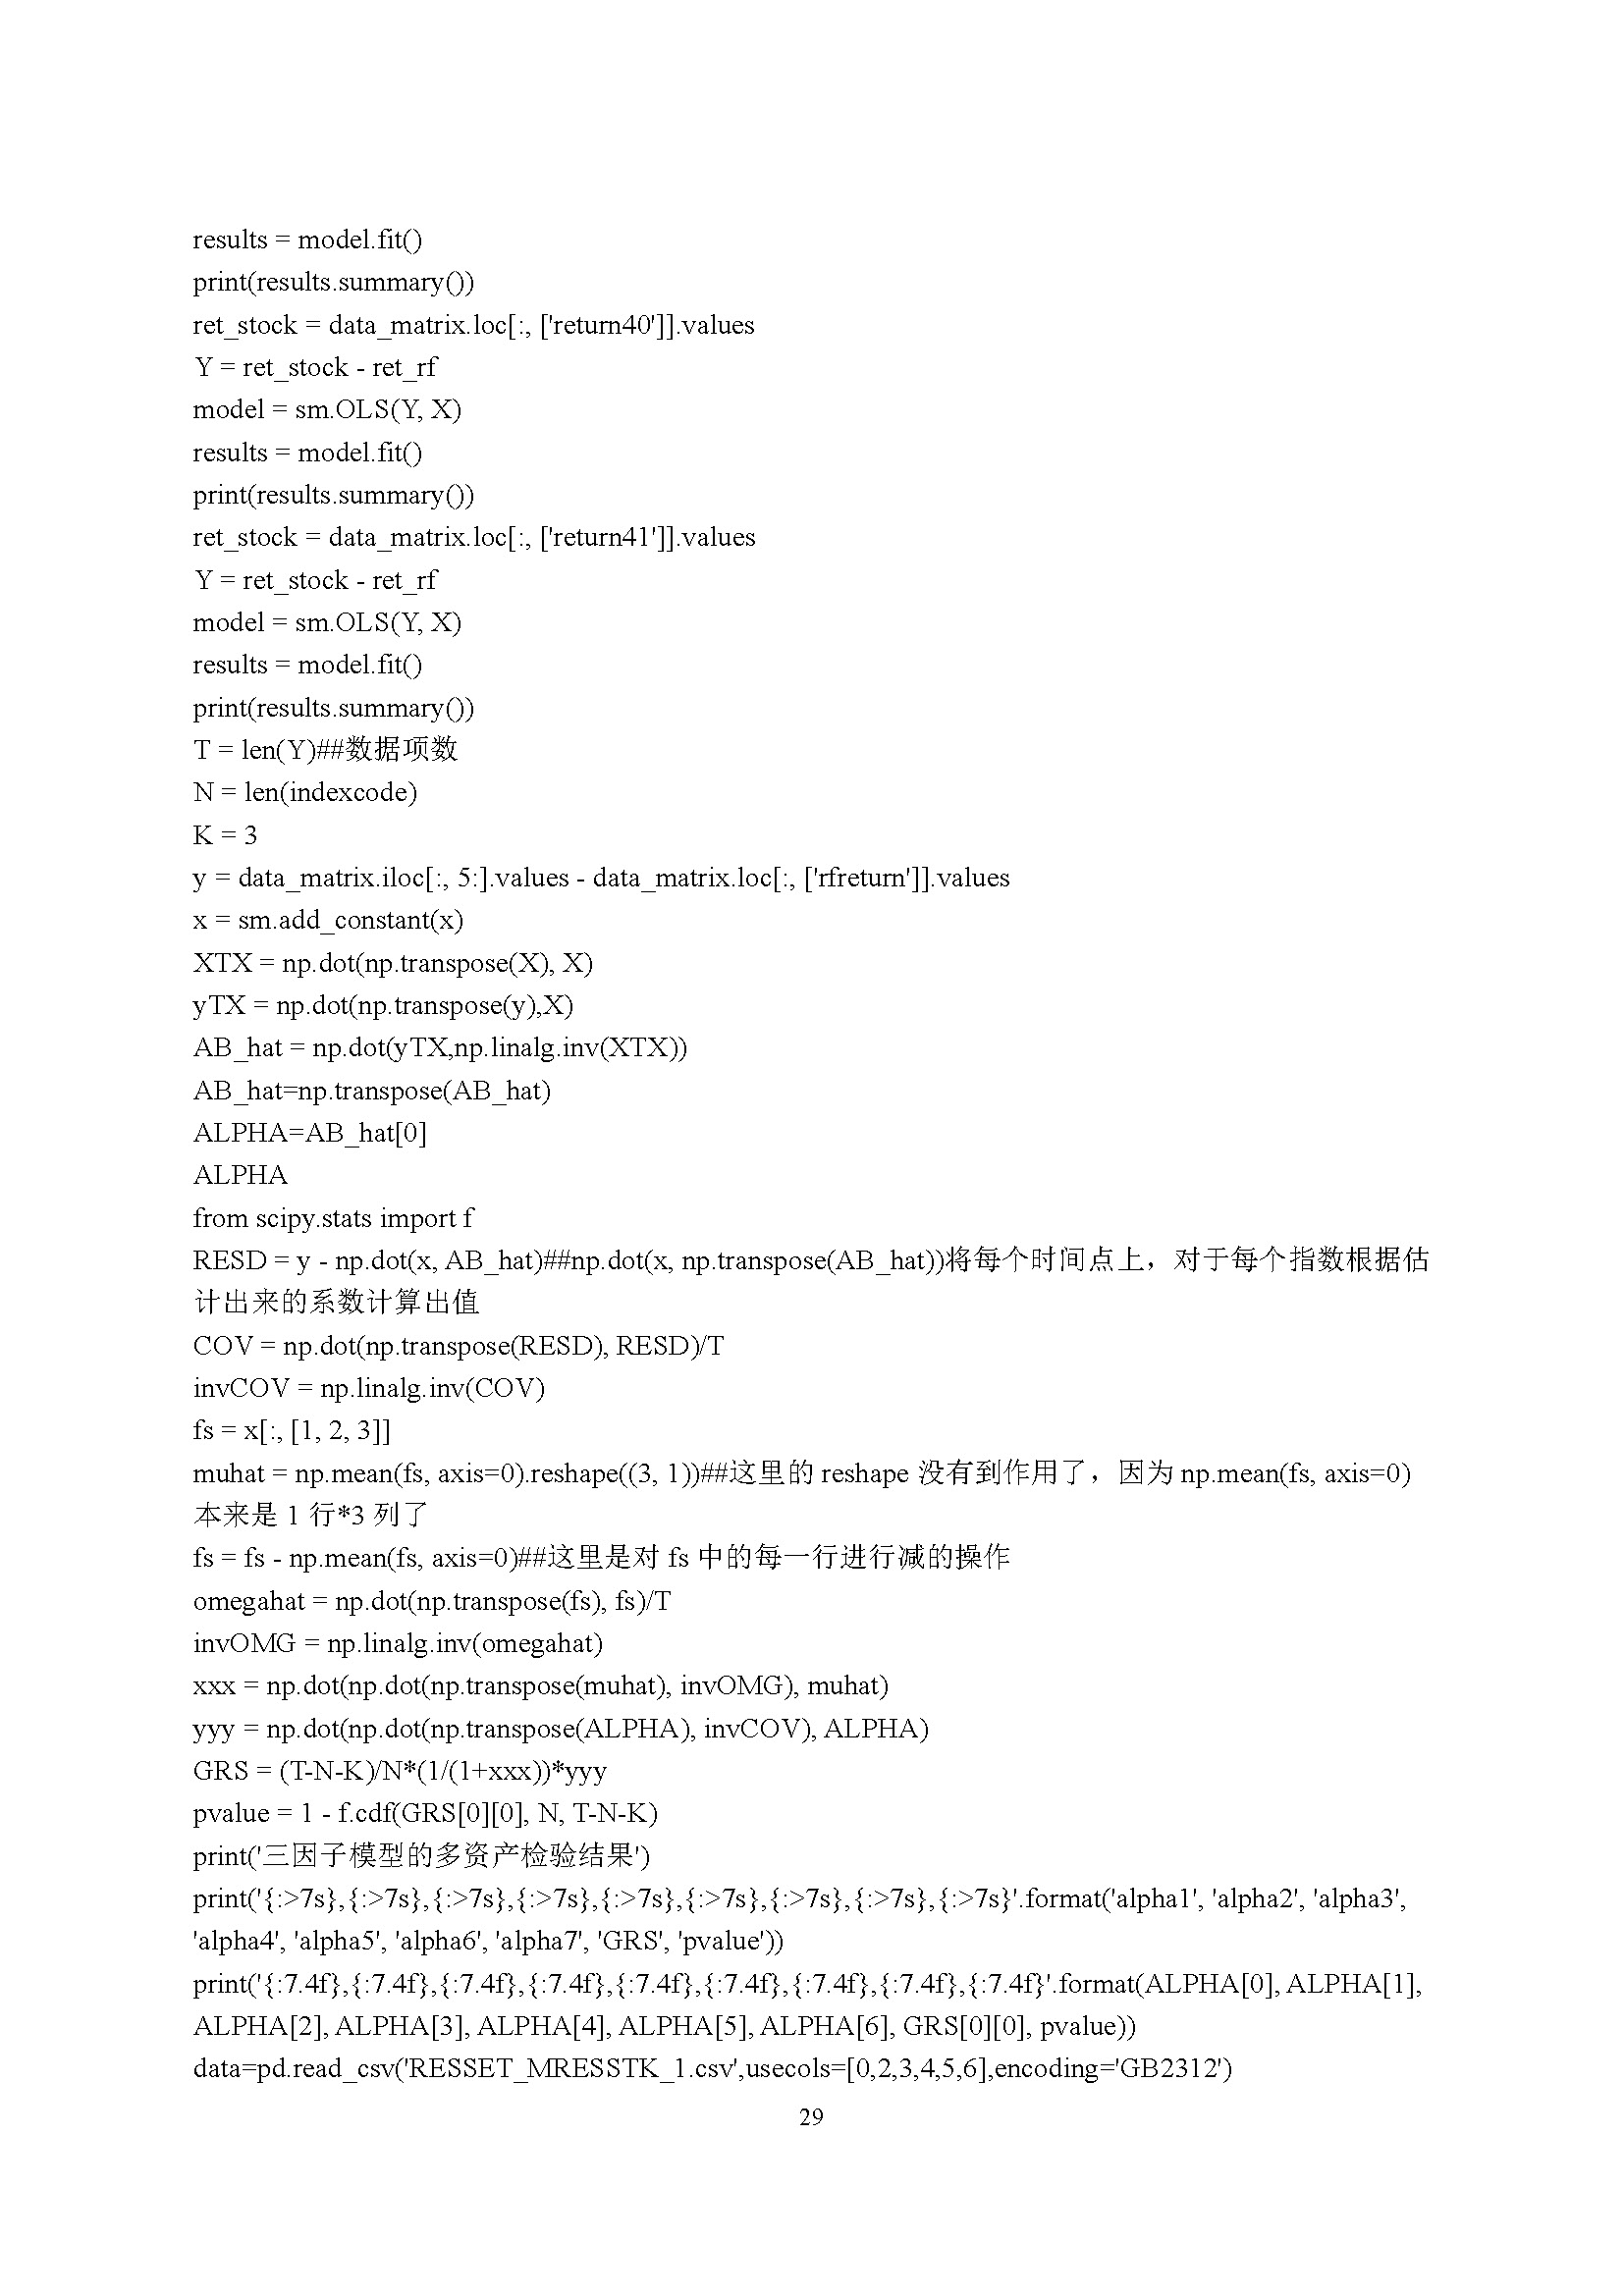 results = model.fit()
print(results.summary())
ret_stock = data_matrix.loc[:, ['return40']].values
Y = ret_stock - ret_rf
model = sm.OLS(Y, X)
results = model.fit()
print(results.summary())
ret_stock = data_matrix.loc[:, ['return41']].values
Y = ret_stock - ret_rf
model = sm.OLS(Y, X)
results = model.fit()
print(results.summary())
T = len(Y)##数据项数
N = len(indexcode)
K = 3
y = data_matrix.iloc[:, 5:].values - data_matrix.loc[:, ['rfreturn']].values
x = sm.add_constant(x)
XTX = np.dot(np.transpose(X), X)
yTX = np.dot(np.transpose(y),X)
AB_hat = np.dot(yTX,np.linalg.inv(XTX))
AB_hat=np.transpose(AB_hat)
ALPHA=AB_hat[0]
ALPHA
from scipy.stats import f
RESD = y - np.dot(x, AB_hat)##np.dot(x, np.transpose(AB_hat))将每个时间点上，对于每个指数根据估
计出来的系数计算出值
COV = np.dot(np.transpose(RESD), RESD)/T
invCOV = np.linalg.inv(COV)
fs = x[:, [1, 2, 3]]
muhat = np.mean(fs, axis=0).reshape((3, 1))##这里的 reshape 没有到作用了，因为 np.mean(fs, axis=0)
本来是 1 行*3 列了
fs = fs - np.mean(fs, axis=0)##这里是对 fs 中的每一行进行减的操作
omegahat = np.dot(np.transpose(fs), fs)/T
invOMG = np.linalg.inv(omegahat)
xxx = np.dot(np.dot(np.transpose(muhat), invOMG), muhat)
yyy = np.dot(np.dot(np.transpose(ALPHA), invCOV), ALPHA)
GRS = (T-N-K)/N*(1/(1+xxx))*yyy
pvalue = 1 - f.cdf(GRS[0][0], N, T-N-K)
print('三因子模型的多资产检验结果')
print('{:>7s},{:>7s},{:>7s},{:>7s},{:>7s},{:>7s},{:>7s},{:>7s},{:>7s}'.format('alpha1', 'alpha2', 'alpha3',
'alpha4', 'alpha5', 'alpha6', 'alpha7', 'GRS', 'pvalue'))
print('{:7.4f},{:7.4f},{:7.4f},{:7.4f},{:7.4f},{:7.4f},{:7.4f},{:7.4f},{:7.4f}'.format(ALPHA[0], ALPHA[1],
ALPHA[2], ALPHA[3], ALPHA[4], ALPHA[5], ALPHA[6], GRS[0][0], pvalue))
data=pd.read_csv('RESSET_MRESSTK_1.csv',usecols=[0,2,3,4,5,6],encoding='GB2312')
29